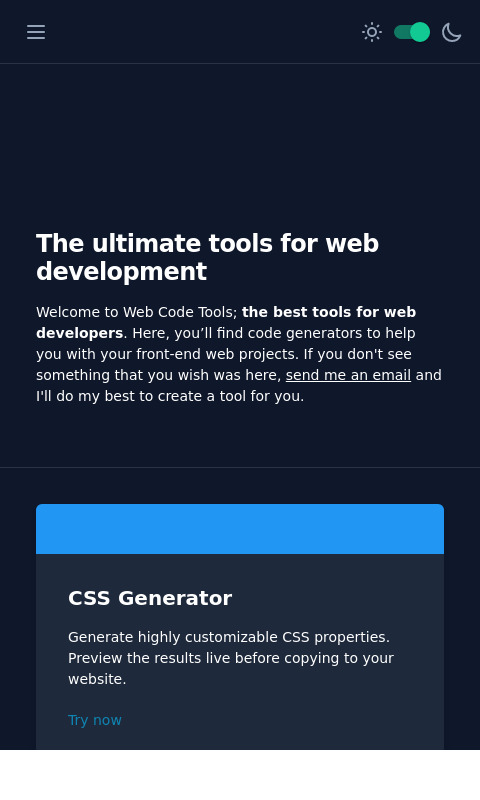 The ultimate tools for web
development
Welcome to Web Code Tools; the best tools for web
developers. Here, you’ll find code generators to help
you with your front-end web projects. If you don't see
something that you wish was here, send me an email and
I'll do my best to create a tool for you.
CSS Generator
Generate highly customizable CSS properties.
Preview the results live before copying to your
website.
Try now